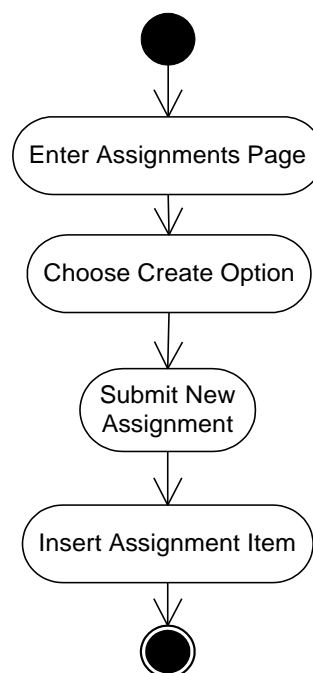 Enter Assignments Page
Choose Create Option
Submit New
Assignment
Insert Assignment Item